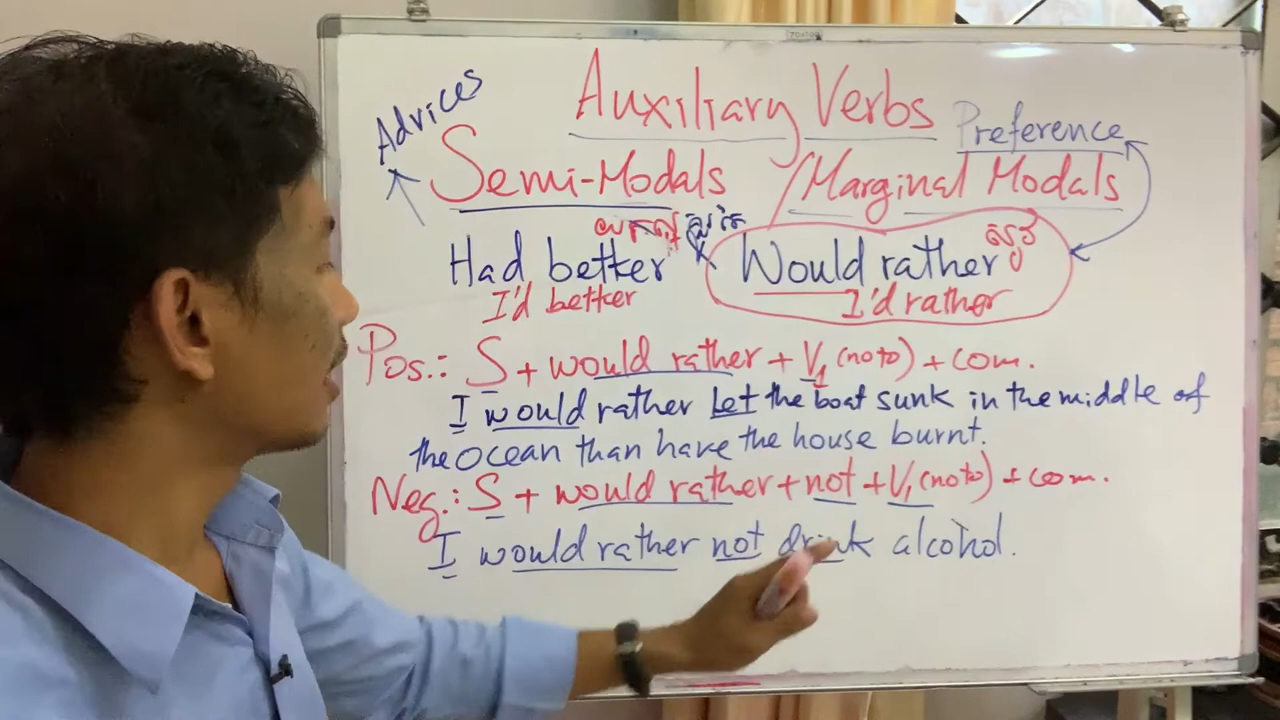 Auxiliary Verbs
Advices
Preference
Semi-Modals /Marginal Modals
Had better
Would rather
I'd better
I'd rather
Pos.: S + would rather + V1 (no to) + com.
I would rather let the boat sunk in the middle of
the ocean than have the house burnt.
Neg.: S + would rather + not + V1 (no to) + com.
I would rather not drink alcohol.